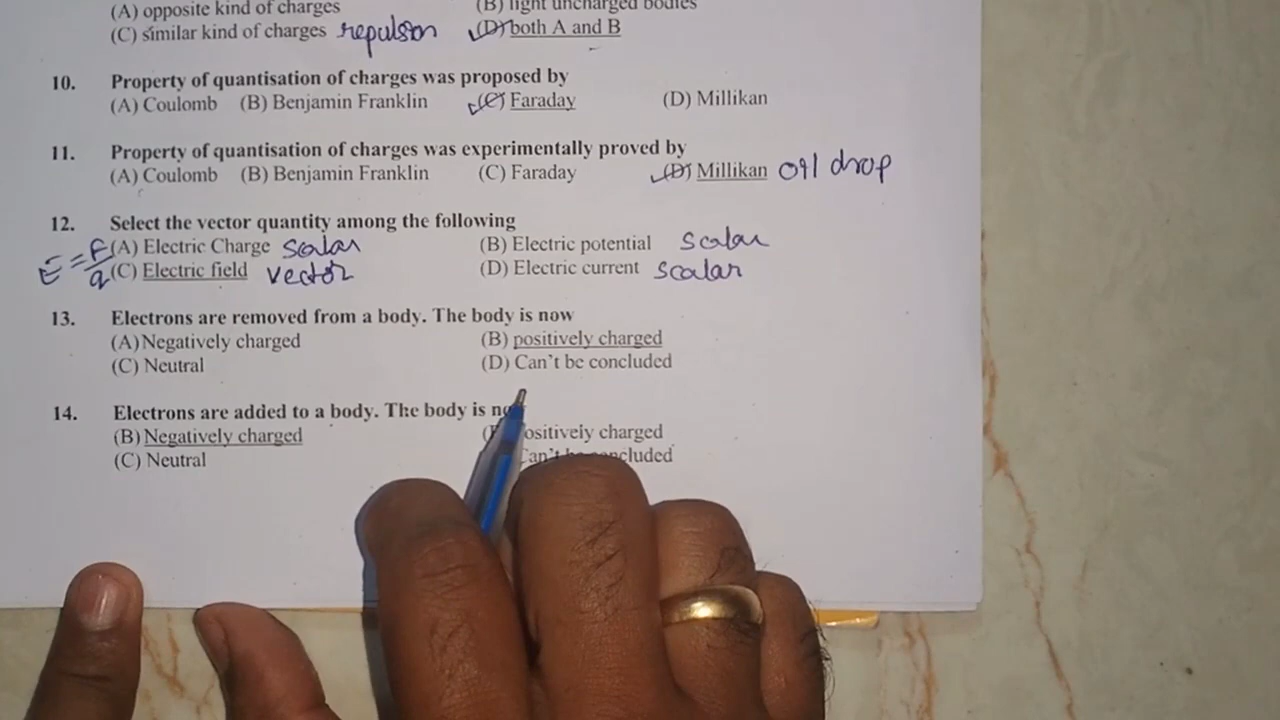 (A) opposite kind of charges (B) light uncharged bodies
(C) similar kind of charges repulson (D) both A and B
10. Property of quantisation of charges was proposed by
(A) Coulomb (B) Benjamin Franklin (C) Faraday (D) Millikan
11. Property of quantisation of charges was experimentally proved by
(A) Coulomb (B) Benjamin Franklin (C) Faraday (D) Millikan oil drop
12. Select the vector quantity among the following
E = F/q (A) Electric Charge scalar (B) Electric potential scalar
(C) Electric field vector (D) Electric current scalar
13. Electrons are removed from a body. The body is now
(A) Negatively charged (B) positively charged
(C) Neutral (D) Can't be concluded
14. Electrons are added to a body. The body is
(B) Negatively charged charged
(C) Neutral